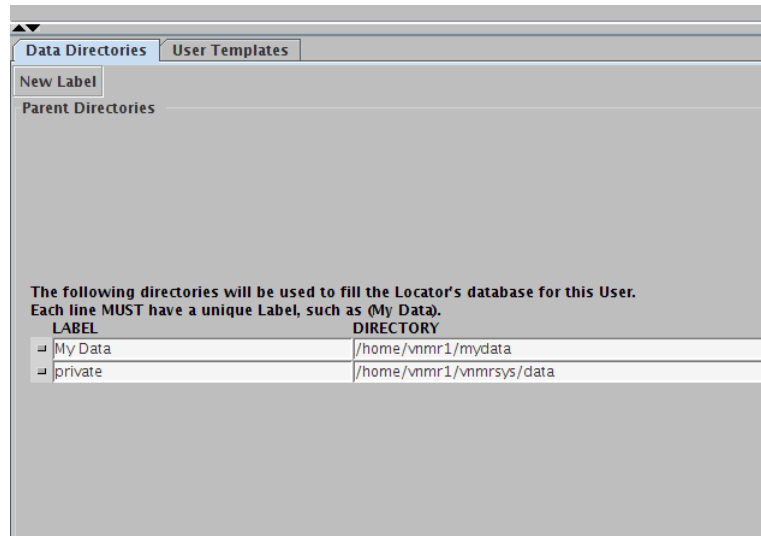 Data Directories User Templates
New Label
Parent Directories
The following directories will be used to fill the Locator's database for this User.
Each line MUST have a unique Label, such as (My Data).
LABEL DIRECTORY
My Data /home/vnmr1/mydata
private /home/vnmr1/vnmrsys/data